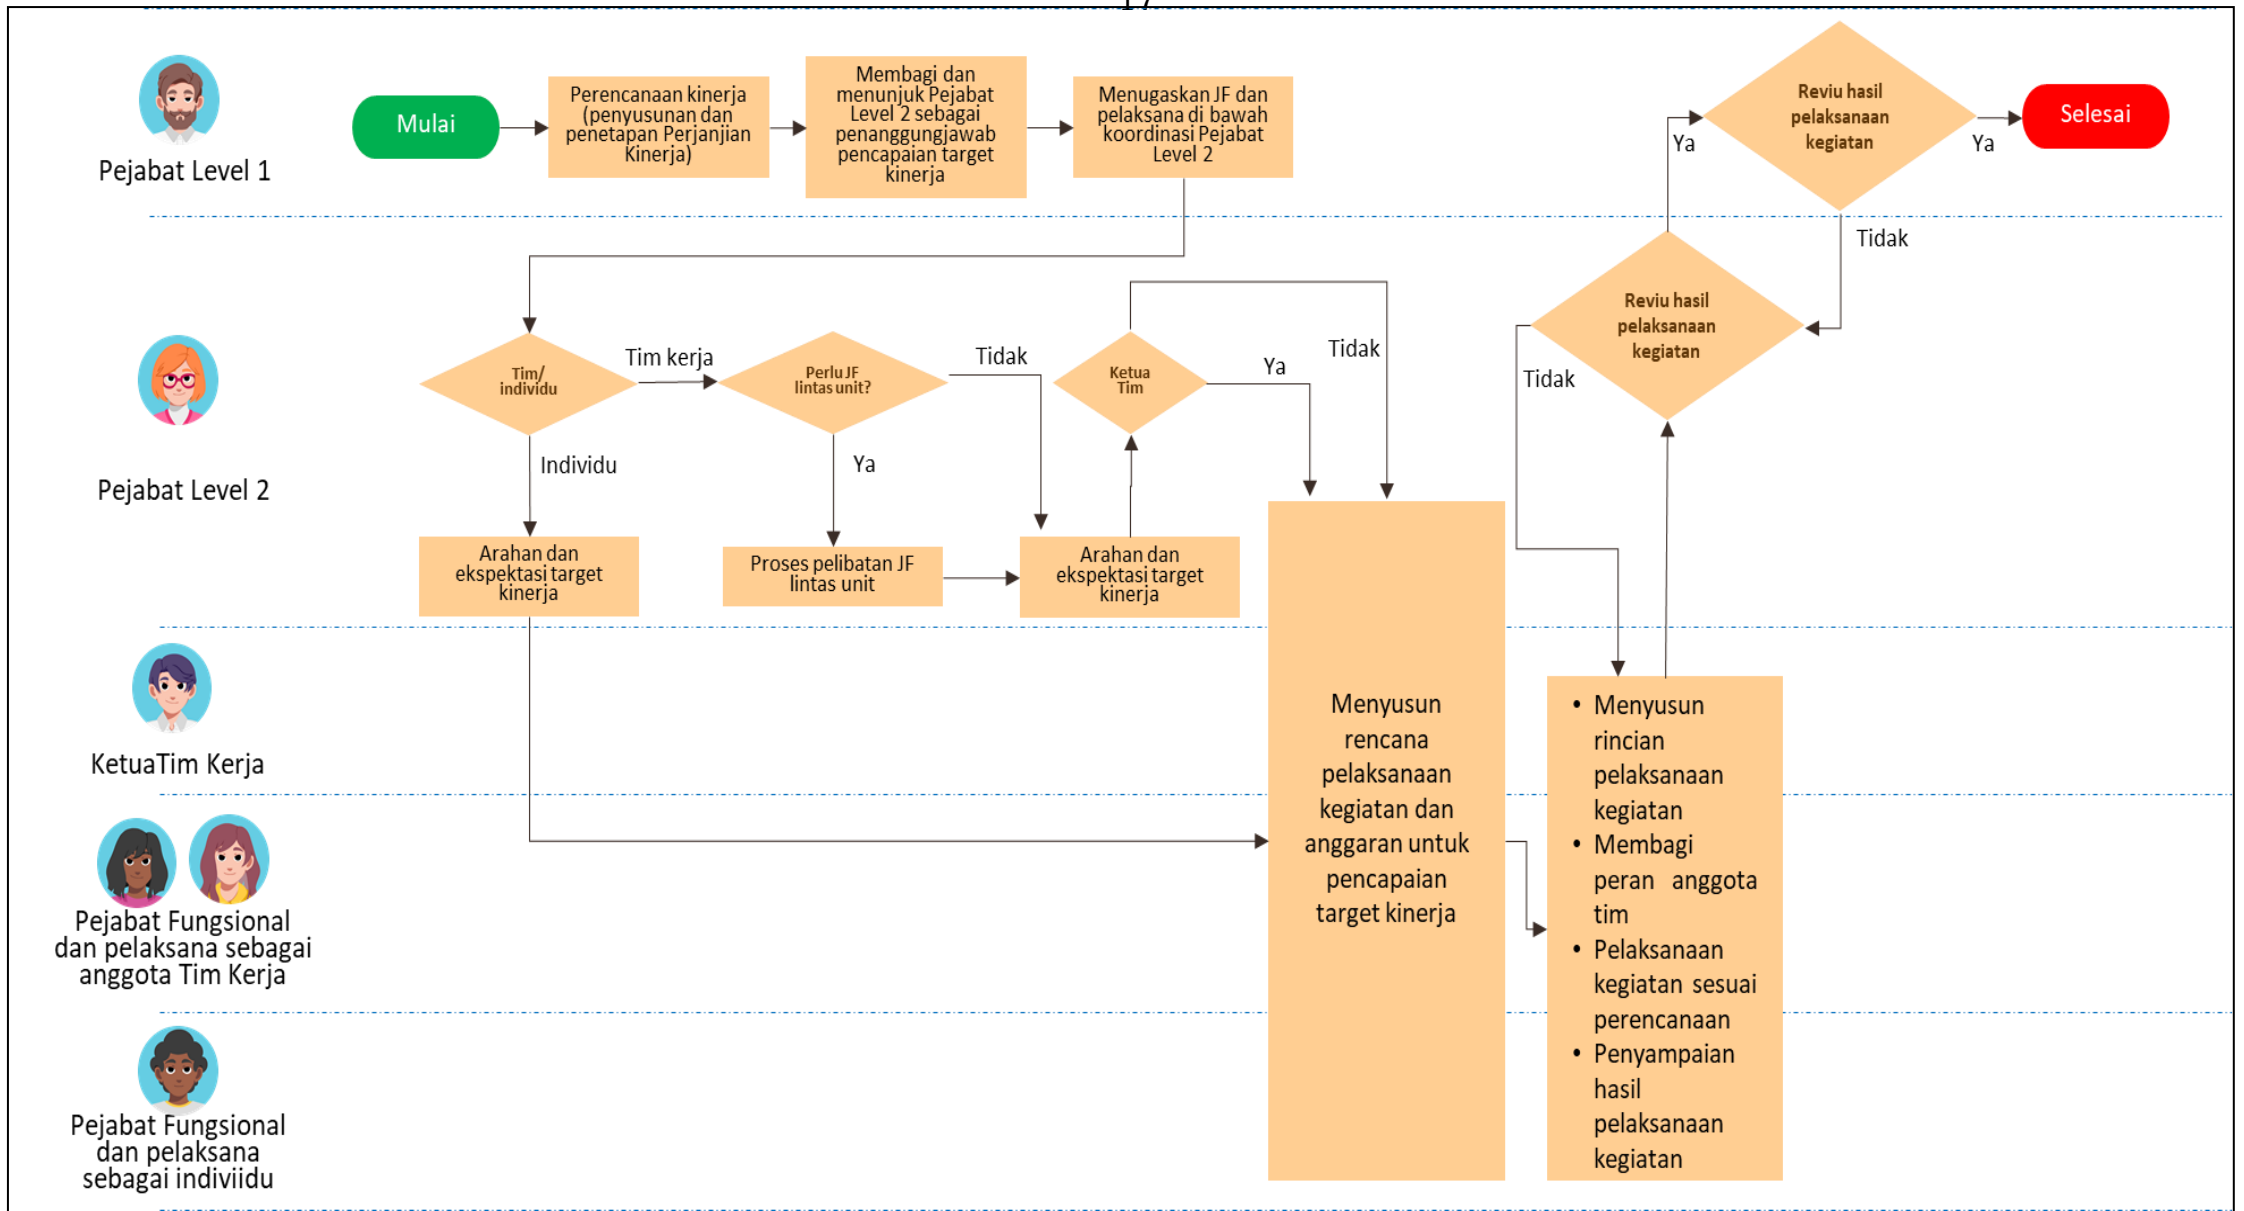 17
Pejabat Level 1
Mulai
Perencanaan kinerja
(penyusunan dan
penetapan Perjanjian
Kinerja)
Membagi dan
menunjuk Pejabat
Level 2 sebagai
penanggungjawab
pencapaian target
kinerja
Menugaskan JF dan
pelaksana di bawah
koordinasi Pejabat
Level 2
Reviu hasil
pelaksanaan
kegiatan
Ya
Ya
Selesai
Tidak
Pejabat Level 2
Tim/
individu
Tim kerja
Individu
Perlu JF
lintas unit?
Tidak
Ya
Ketua
Tim
Ya
Tidak
Reviu hasil
pelaksanaan
kegiatan
Tidak
Arahan dan
ekspektasi target
kinerja
Proses pelibatan JF
lintas unit
Arahan dan
ekspektasi target
kinerja
KetuaTim Kerja
Pejabat Fungsional
dan pelaksana sebagai
anggota Tim Kerja
Pejabat Fungsional
dan pelaksana
sebagai indiviidu
Menyusun
rencana
pelaksanaan
kegiatan dan
anggaran untuk
pencapaian
target kinerja
• Menyusun
rincian
pelaksanaan
kegiatan
• Membagi
peran anggota
tim
• Pelaksanaan
kegiatan sesuai
perencanaan
• Penyampaian
hasil
pelaksanaan
kegiatan